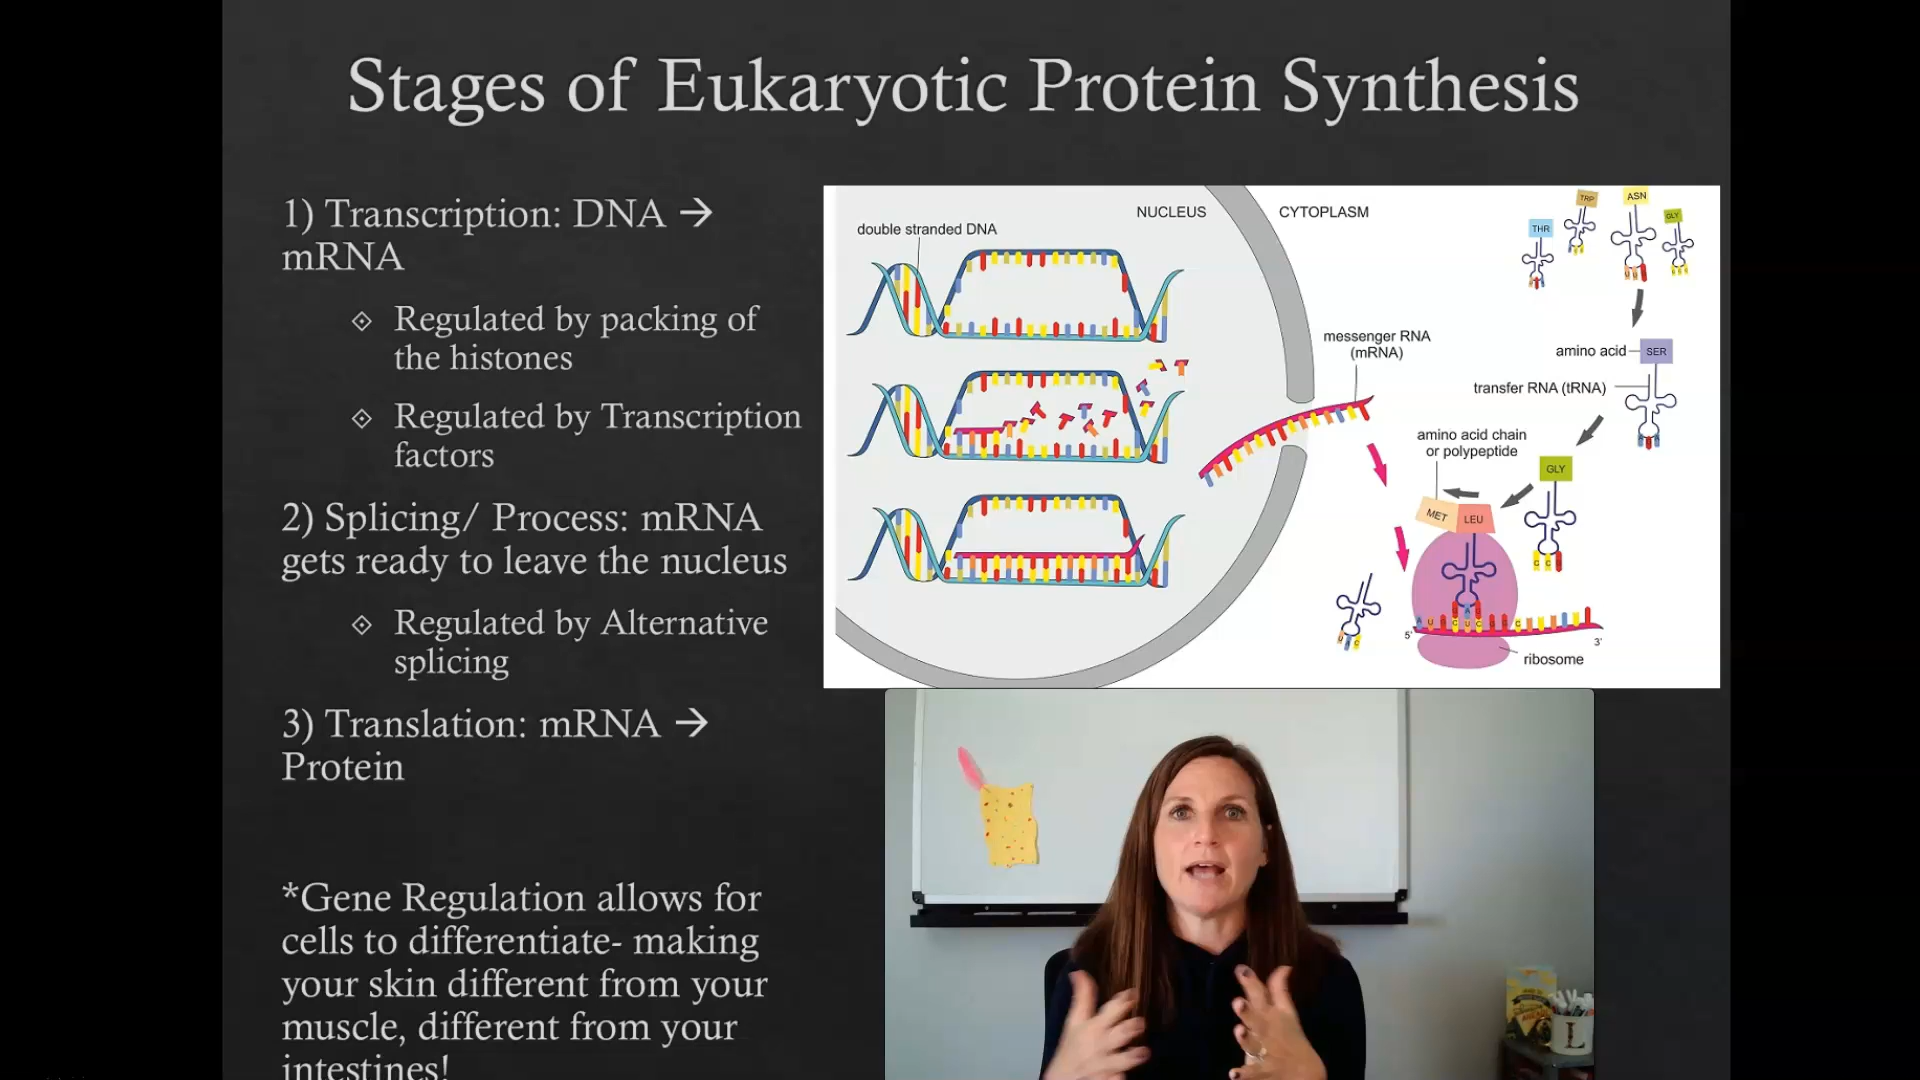 Stages of Eukaryotic Protein Synthesis
1) Transcription: DNA →
mRNA
Regulated by packing of
the histones
Regulated by Transcription
factors
2) Splicing/ Process: mRNA
gets ready to leave the nucleus
Regulated by Alternative
splicing
3) Translation: mRNA →
Protein
*Gene Regulation allows for
cells to differentiate- making
your skin different from your
muscle, different from your
intestines!
NUCLEUS
CYTOPLASM
double stranded DNA
THR
TRP
ASN
GLY
messenger RNA
(mRNA)
amino acid
SER
transfer RNA (tRNA)
amino acid chain
or polypeptide
GLY
MET
LEU
5'
3'
ribosome
L